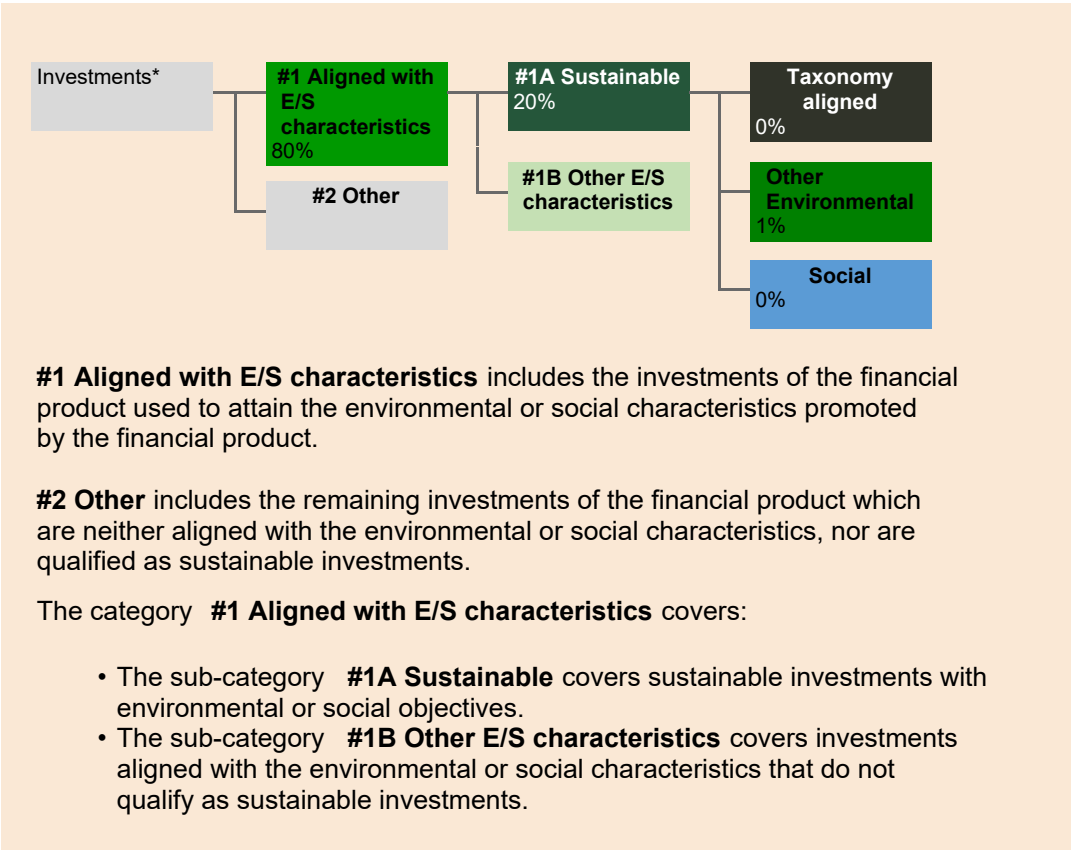 Investments*
#1 Aligned with
E/S
characteristics
80%
#2 Other
#1A Sustainable
20%
#1B Other E/S
characteristics
Taxonomy
aligned
0%
Other
Environmental
1%
Social
0%
#1 Aligned with E/S characteristics includes the investments of the financial
product used to attain the environmental or social characteristics promoted
by the financial product.
#2 Other includes the remaining investments of the financial product which
are neither aligned with the environmental or social characteristics, nor are
qualified as sustainable investments.
The category #1 Aligned with E/S characteristics covers:
• The sub-category #1A Sustainable covers sustainable investments with
environmental or social objectives.
• The sub-category #1B Other E/S characteristics covers investments
aligned with the environmental or social characteristics that do not
qualify as sustainable investments.